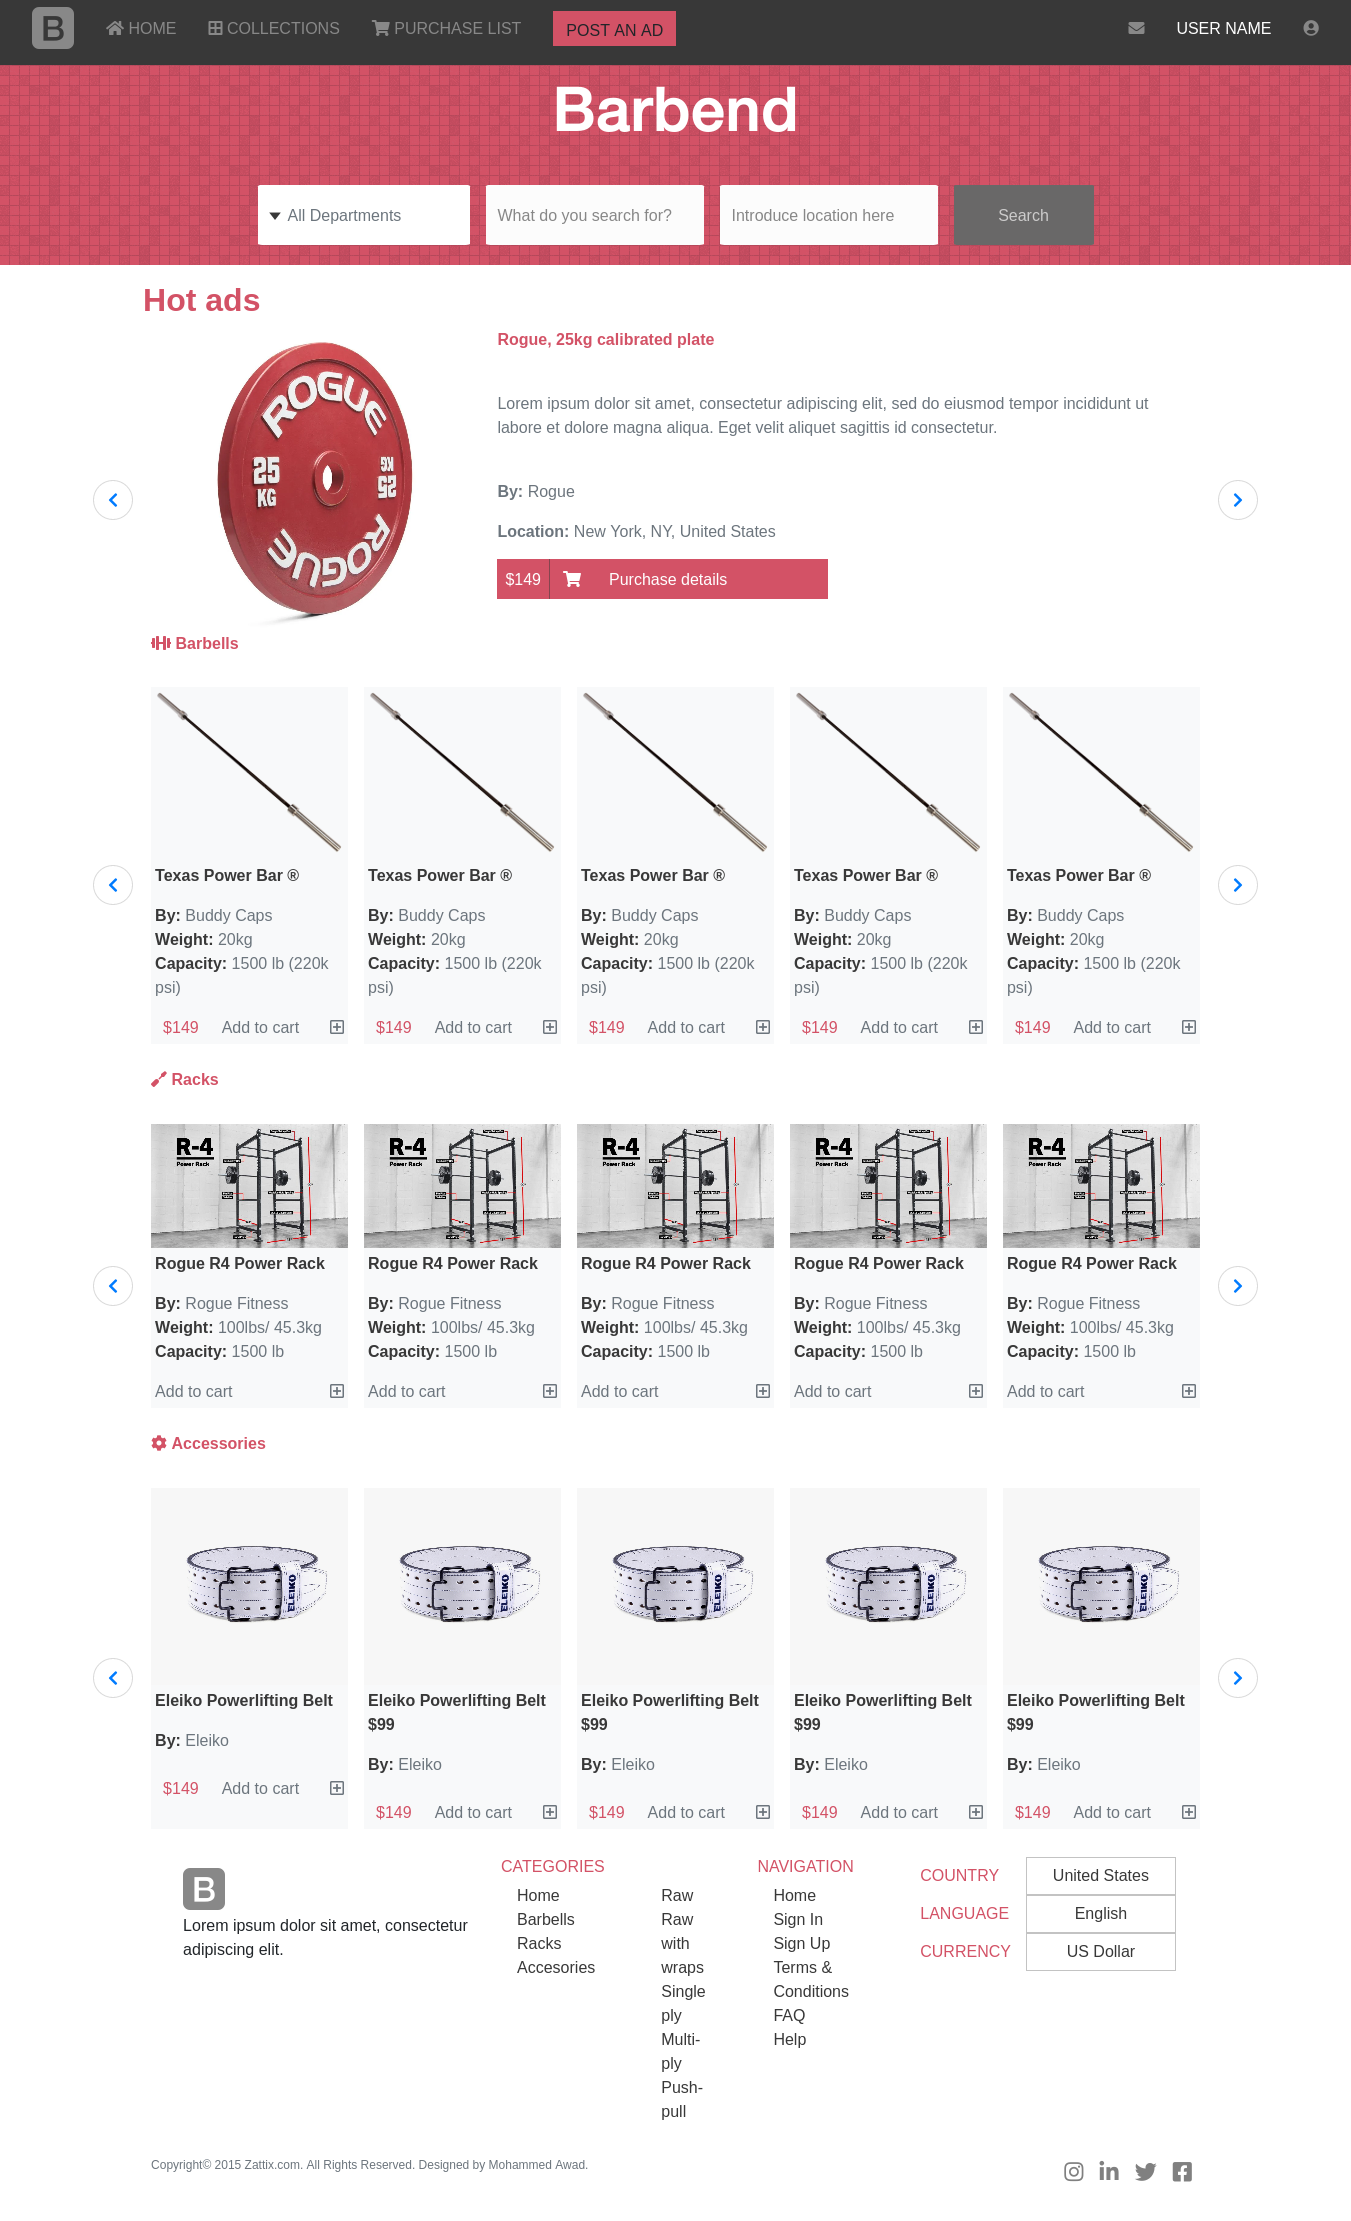 B HOME COLLECTIONS PURCHASE LIST POST AN AD USER NAME
Barbend
All Departments What do you search for? Introduce location here Search
Hot ads
Rogue, 25kg calibrated plate
Lorem ipsum dolor sit amet, consectetur adipiscing elit, sed do eiusmod tempor incididunt ut
labore et dolore magna aliqua. Eget velit aliquet sagittis id consectetur.
ROGUE
25 KG
25 KG
ROGUE
By: Rogue
Location: New York, NY, United States
$149 Purchase details
Barbells
Texas Power Bar ® Texas Power Bar ® Texas Power Bar ® Texas Power Bar ® Texas Power Bar ®
By: Buddy Caps By: Buddy Caps By: Buddy Caps By: Buddy Caps By: Buddy Caps
Weight: 20kg Weight: 20kg Weight: 20kg Weight: 20kg Weight: 20kg
Capacity: 1500 lb (220k Capacity: 1500 lb (220k Capacity: 1500 lb (220k Capacity: 1500 lb (220k Capacity: 1500 lb (220k
psi) psi) psi) psi) psi)
$149 Add to cart $149 Add to cart $149 Add to cart $149 Add to cart $149 Add to cart
Racks
R-4 R-4 R-4 R-4 R-4
Power Rack Power Rack Power Rack Power Rack Power Rack
Rogue R4 Power Rack Rogue R4 Power Rack Rogue R4 Power Rack Rogue R4 Power Rack Rogue R4 Power Rack
By: Rogue Fitness By: Rogue Fitness By: Rogue Fitness By: Rogue Fitness By: Rogue Fitness
Weight: 100lbs/ 45.3kg Weight: 100lbs/ 45.3kg Weight: 100lbs/ 45.3kg Weight: 100lbs/ 45.3kg Weight: 100lbs/ 45.3kg
Capacity: 1500 lb Capacity: 1500 lb Capacity: 1500 lb Capacity: 1500 lb Capacity: 1500 lb
Add to cart Add to cart Add to cart Add to cart Add to cart
Accessories
ELEIKO ELEIKO ELEIKO ELEIKO ELEIKO
Eleiko Powerlifting Belt Eleiko Powerlifting Belt Eleiko Powerlifting Belt Eleiko Powerlifting Belt Eleiko Powerlifting Belt
$99 $99 $99 $99
By: Eleiko By: Eleiko By: Eleiko By: Eleiko By: Eleiko
$149 Add to cart $149 Add to cart $149 Add to cart $149 Add to cart $149 Add to cart
B
Lorem ipsum dolor sit amet, consectetur
adipiscing elit.
CATEGORIES
Home
Barbells
Racks
Accesories
Raw
Raw
with
wraps
Single
ply
Multi-
ply
Push-
pull
NAVIGATION
Home
Sign In
Sign Up
Terms &
Conditions
FAQ
Help
COUNTRY United States
LANGUAGE English
CURRENCY US Dollar
Copyright© 2015 Zattix.com. All Rights Reserved. Designed by Mohammed Awad.